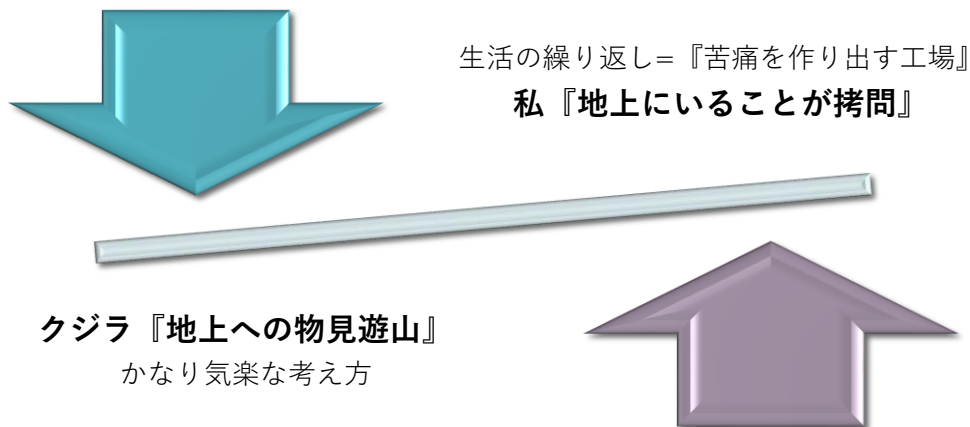 生活の繰り返し=『苦痛を作り出す工場』
私『地上にいることが拷問』
クジラ『地上への物見遊山』
かなり気楽な考え方